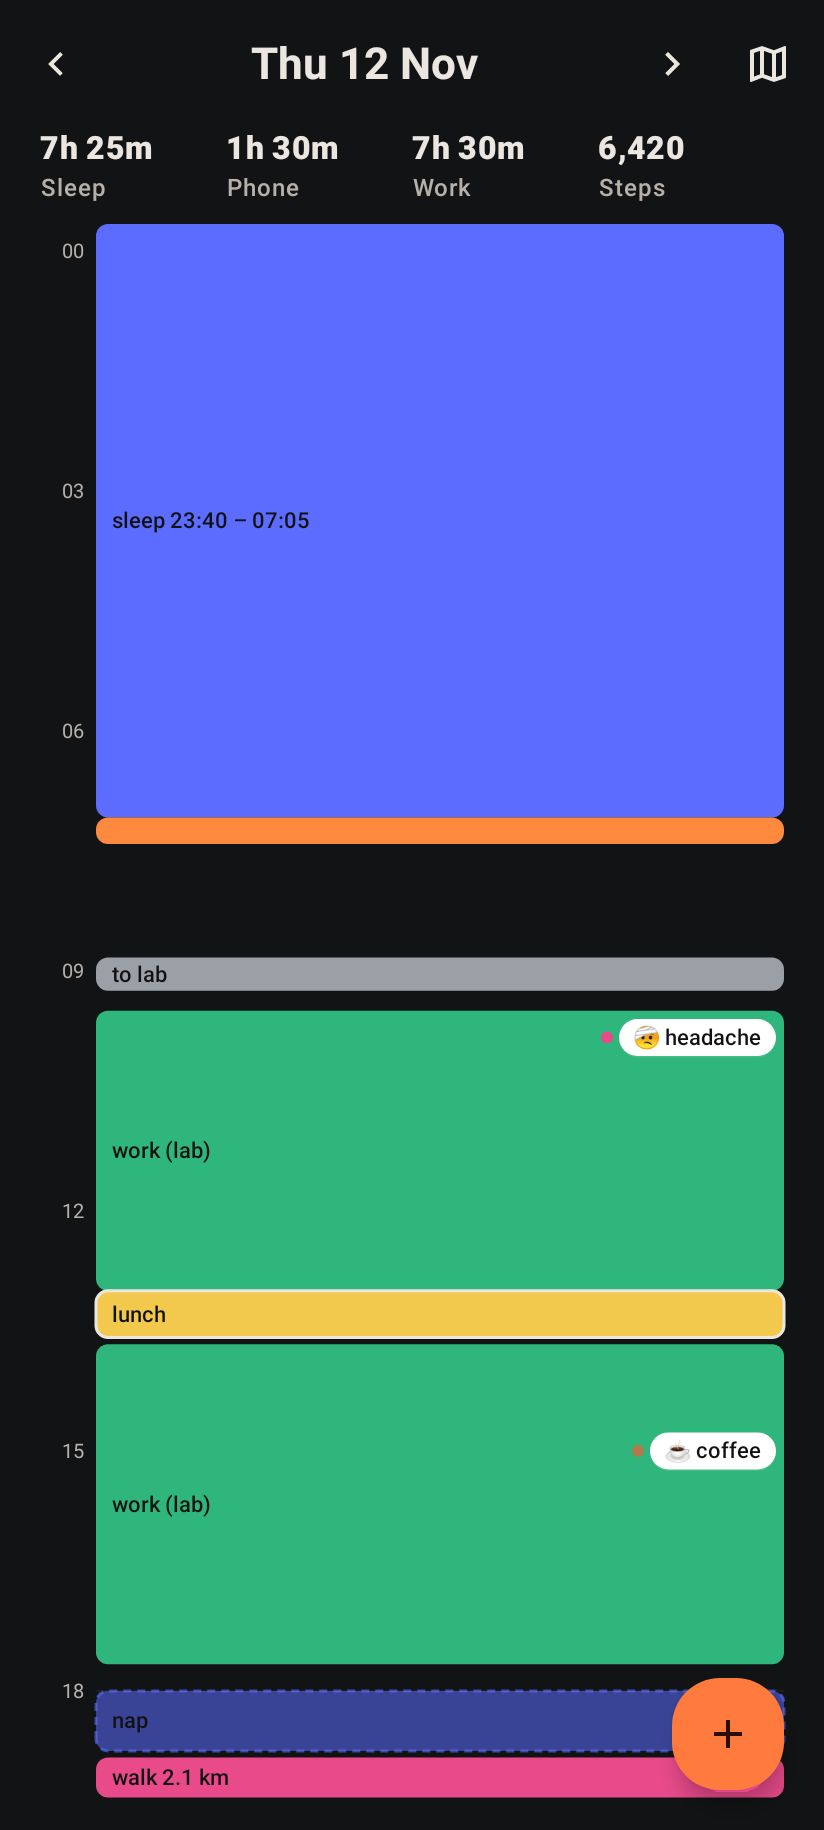 Thu 12 Nov
7h 25m 1h 30m 7h 30m 6,420
Sleep Phone Work Steps
00
03
sleep 23:40 – 07:05
06
09 to lab
🤕 headache
work (lab)
12
lunch
15 ☕ coffee
work (lab)
18
nap
+
walk 2.1 km